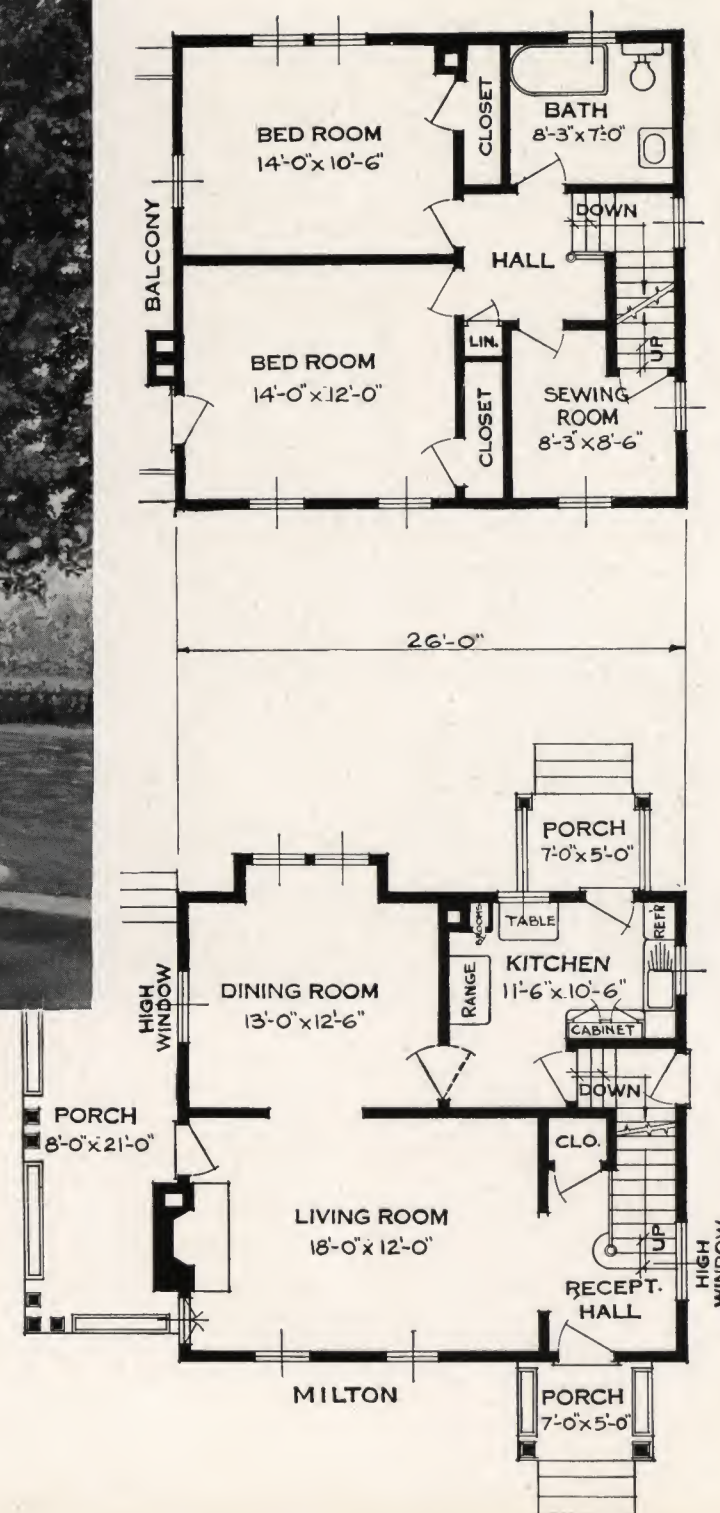 BED ROOM
14'-0"x 10'-6"
CLOSET
BATH
8'-3"x 7'-0"
DOWN
HALL
BALCONY
LIN.
UP
BED ROOM
14'-0"x 12'-0"
CLOSET
SEWING
ROOM
8'-3"x 8'-6"
26'-0"
PORCH
7'-0"x 5'-0"
BROOMS
TABLE
REFR
HIGH
WINDOW
DINING ROOM
13'-0"x 12'-6"
RANGE
KITCHEN
11'-6"x 10'-6"
CABINET
DOWN
PORCH
8'-0"x 21'-0"
CLO.
LIVING ROOM
18'-0"x 12'-0"
UP
HIGH
WINDOW
RECEPT.
HALL
MILTON
PORCH
7'-0"x 5'-0"